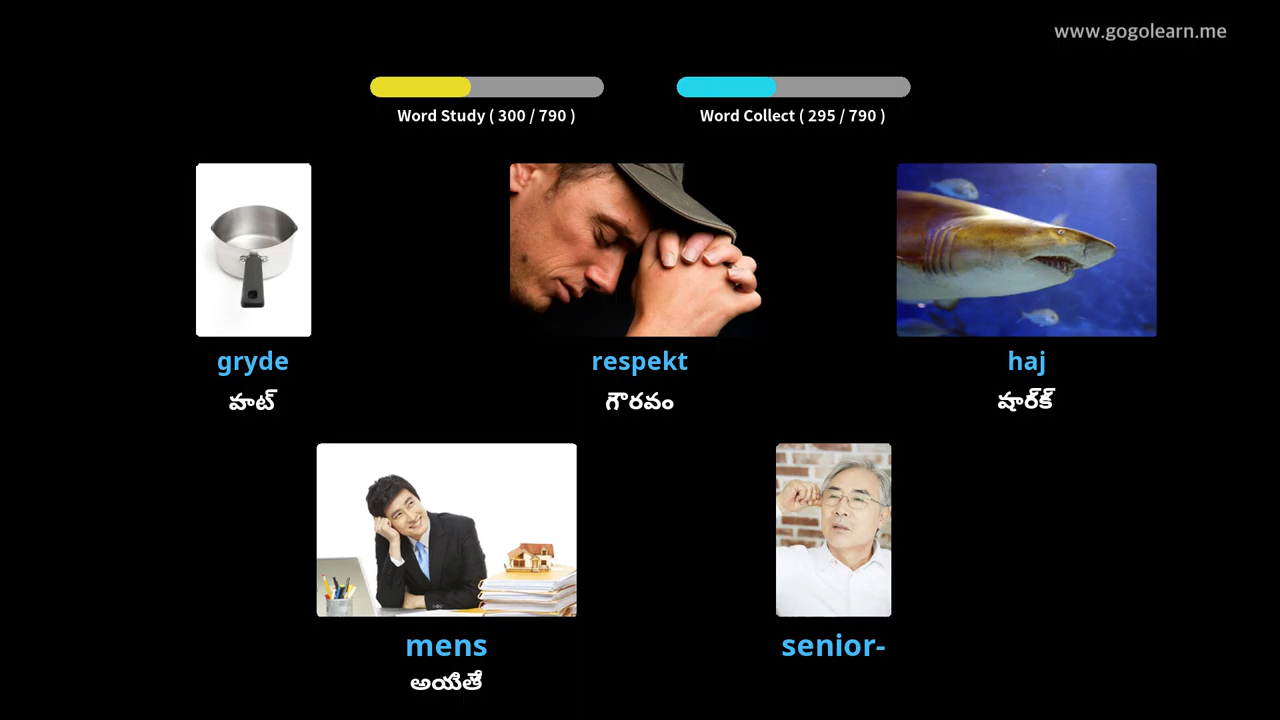 www.gogolearn.me
Word Study ( 300 / 790 )
Word Collect ( 295 / 790 )
gryde
respekt
haj
హాట్
గౌరవం
షార్క్
mens
senior-
అయితే